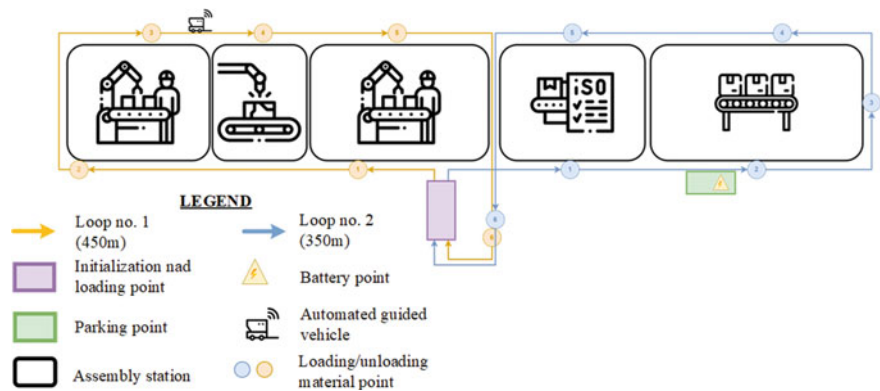 3
4
5
5
4
iSO
3
2
1
1
2
6
6
LEGEND
Loop no. 1
(450m)
Loop no. 2
(350m)
Initialization nad
loading point
Battery point
Parking point
Automated guided
vehicle
Assembly station
Loading/unloading
material point